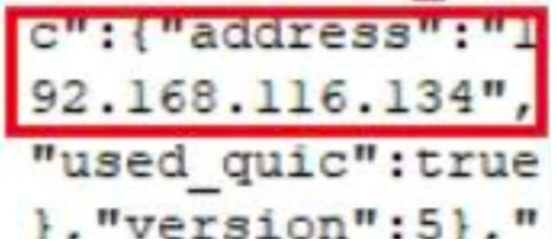 c":{"address":"1
92.168.116.134",
"used_quic":true
},"version":5},"